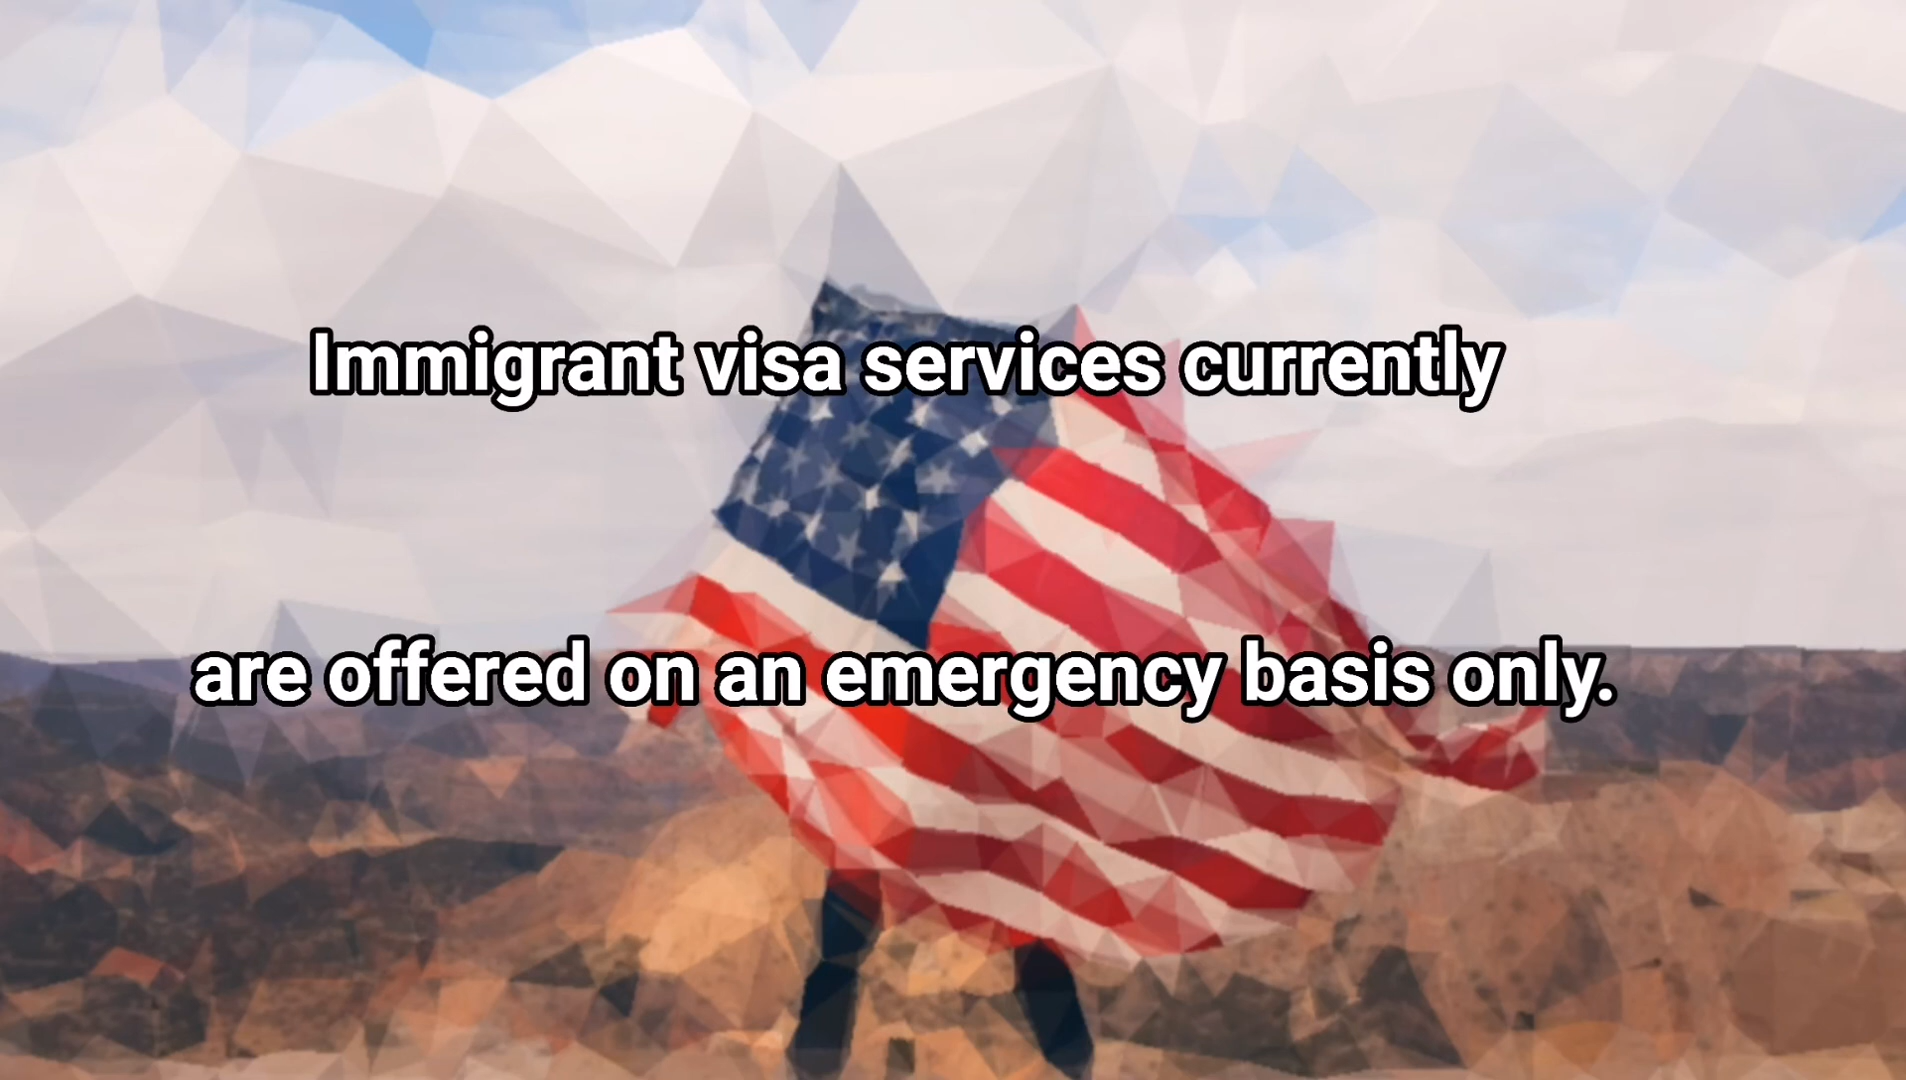 Immigrant visa services currently
are offered on an emergency basis only.